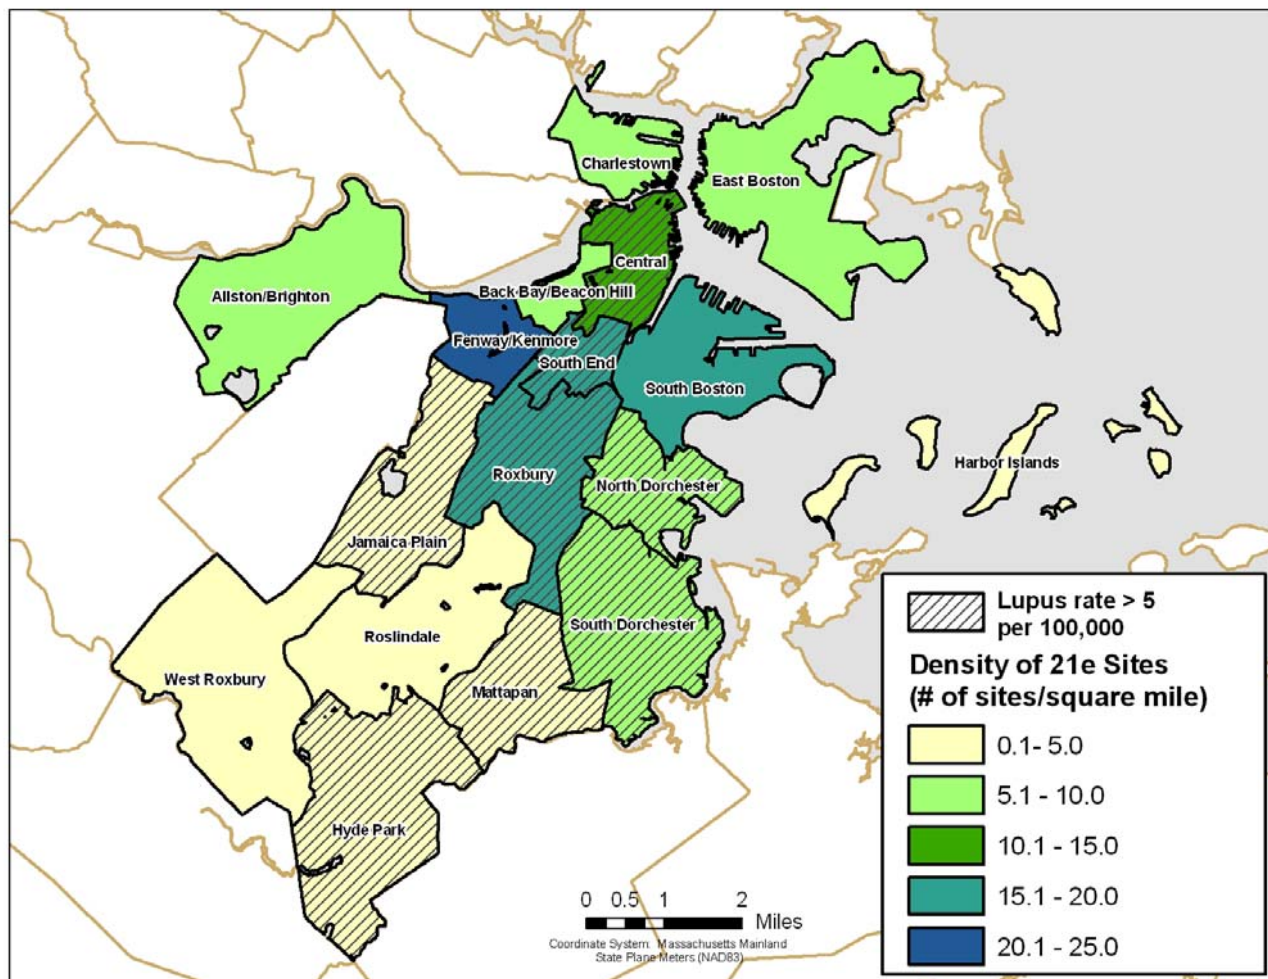 Charlestown
East Boston
Central
Allston/Brighton
Back Bay/Beacon Hill
Fenway/Kenmore
South End
South Boston
Harbor Islands
Roxbury
North Dorchester
Jamaica Plain
South Dorchester
Roslindale
West Roxbury
Mattapan
Hyde Park
Lupus rate > 5
per 100,000
Density of 21e Sites
(# of sites/square mile)
0.1- 5.0
5.1 - 10.0
10.1 - 15.0
15.1 - 20.0
20.1 - 25.0
0 0.5 1 2
Miles
Coordinate System: Massachusetts Mainland
State Plane Meters (NAD83)